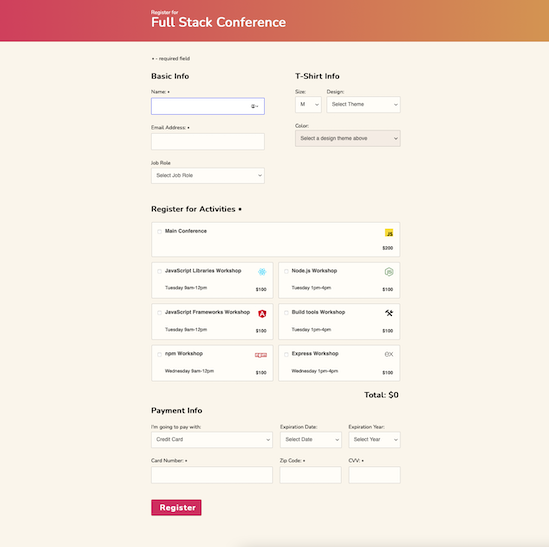 Register for
Full Stack Conference
* - required field
Basic Info
Name: *
Email Address: *
Job Role
Select Job Role
T-Shirt Info
Size:
Design:
M
Select Theme
Color:
Select a design theme above
Register for Activities *
Main Conference
JS
$200
JavaScript Libraries Workshop
Tuesday 9am-12pm
$100
Node.js Workshop
Tuesday 1pm-4pm
$100
JavaScript Frameworks Workshop
Tuesday 9am-12pm
$100
Build tools Workshop
Tuesday 1pm-4pm
$100
npm Workshop
npm
Wednesday 9am-12pm
$100
Express Workshop
ex
Wednesday 1pm-4pm
$100
Total: $0
Payment Info
I'm going to pay with:
Credit Card
Expiration Date:
Select Date
Expiration Year:
Select Year
Card Number: *
Zip Code: *
CVV: *
Register